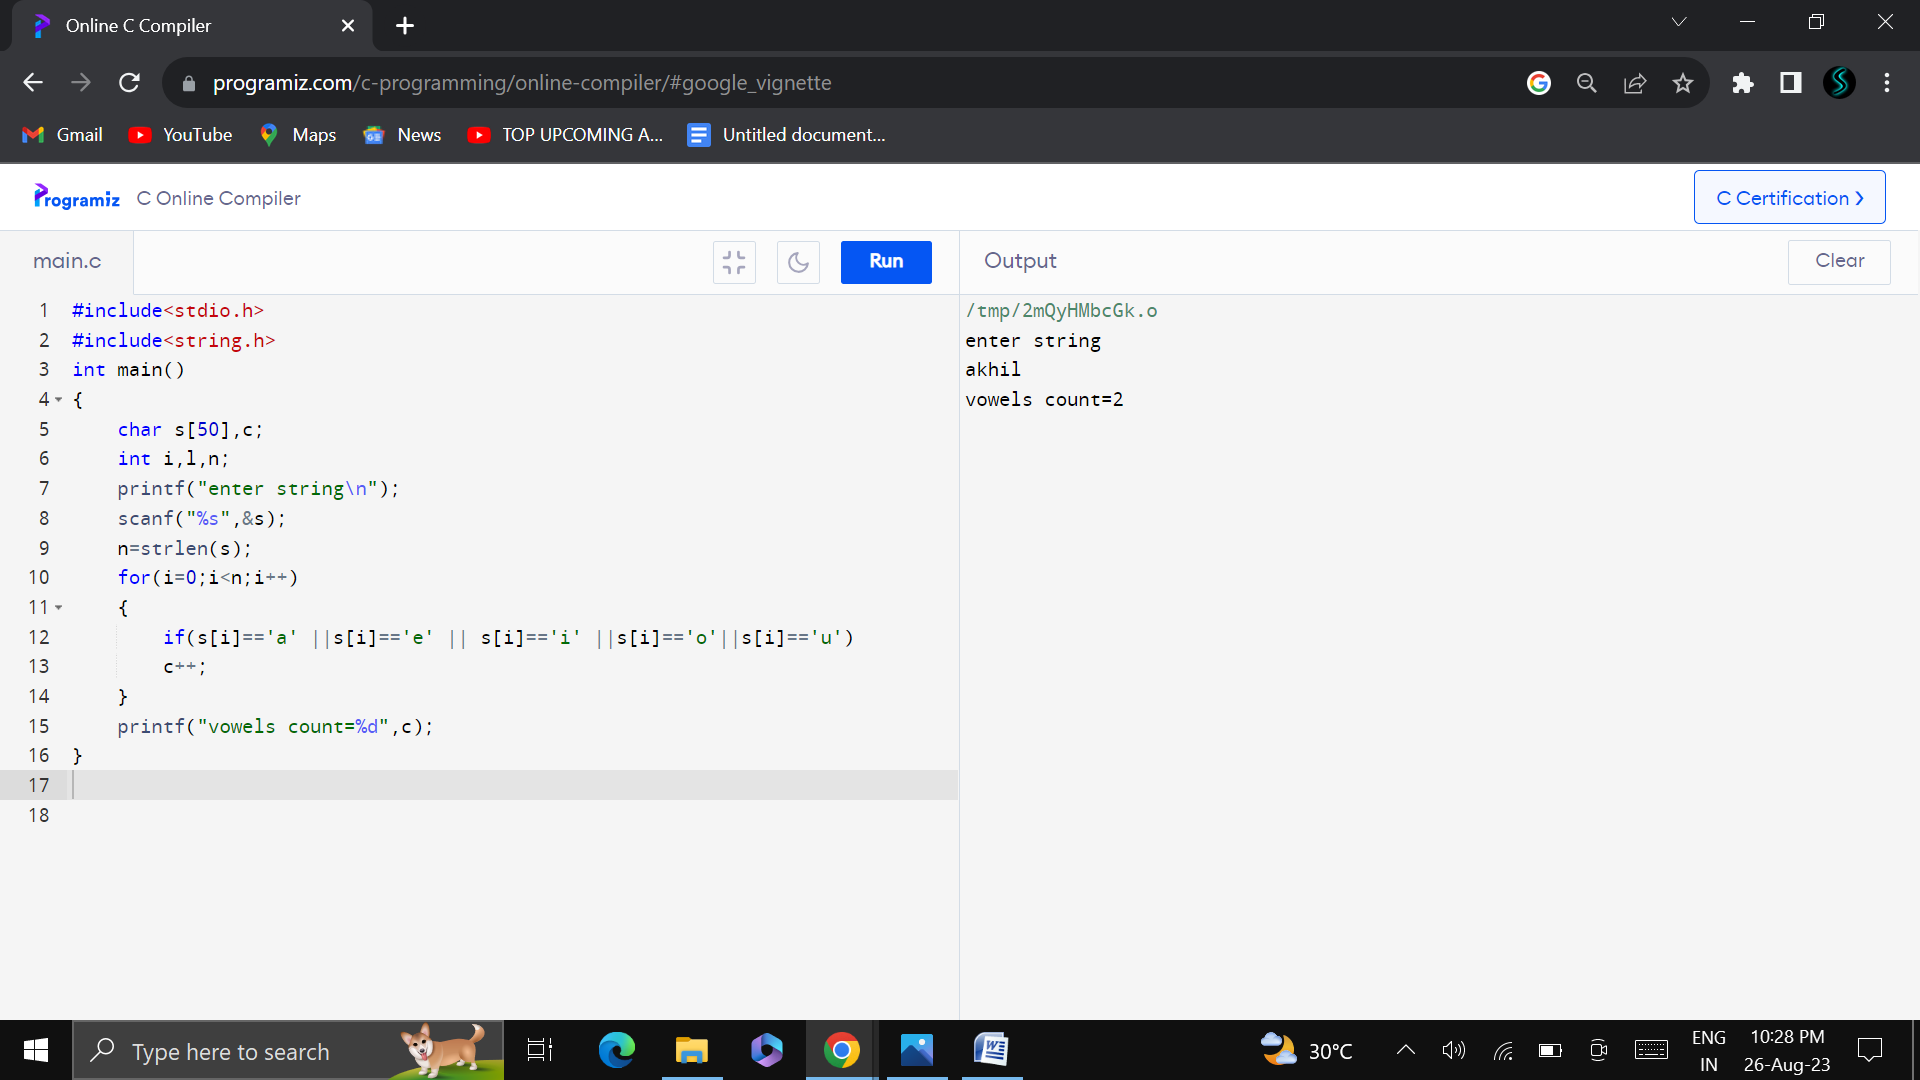 Online C Compiler
programiz.com/c-programming/online-compiler/#google_vignette
Gmail YouTube Maps News TOP UPCOMING A... Untitled document...
Programiz C Online Compiler C Certification
main.c Run Output Clear
1 #include<stdio.h>
2 #include<string.h>
3 int main()
4 {
5 char s[50],c;
6 int i,l,n;
7 printf("enter string\n");
8 scanf("%s",&s);
9 n=strlen(s);
10 for(i=0;i<n;i++)
11 {
12 if(s[i]=='a' ||s[i]=='e' || s[i]=='i' ||s[i]=='o'||s[i]=='u')
13 c++;
14 }
15 printf("vowels count=%d",c);
16 }
17
18
/tmp/2mQyHMbcGk.o
enter string
akhil
vowels count=2
Type here to search
30°C
ENG
IN
10:28 PM
26-Aug-23